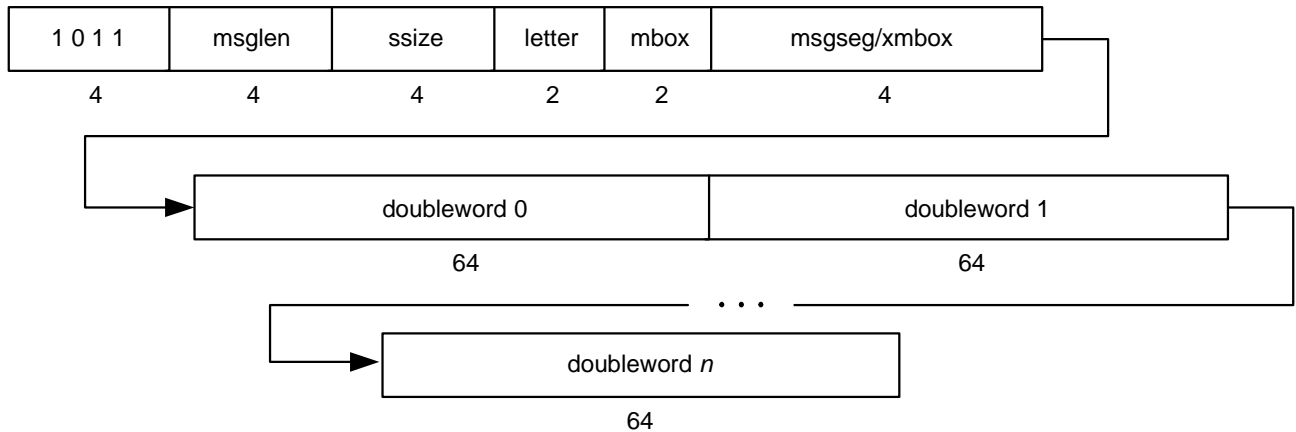 1 0 1 1 msglen ssize letter mbox msgseg/xmbox
4 4 4 2 2 4
doubleword 0 doubleword 1
64 64
. . .
doubleword n
64